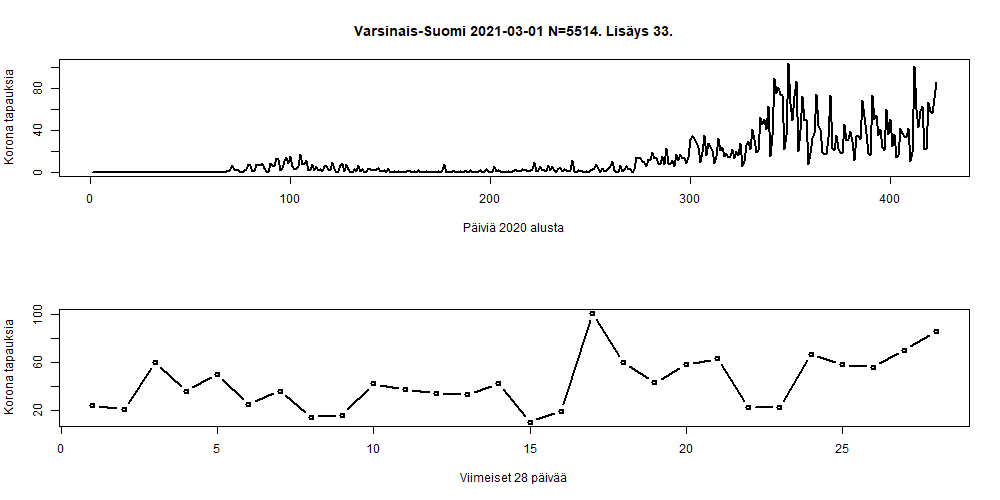 Varsinais-Suomi 2021-03-01 N=5514. Lisäys 33.
Korona tapauksia
0 40 80
0 100 200 300 400
Päiviä 2020 alusta
Korona tapauksia
20 60 100
0 5 10 15 20 25
Viimeiset 28 päivää